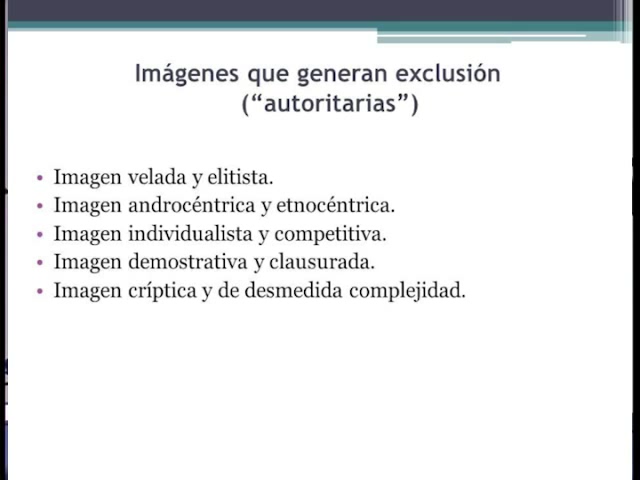 Imágenes que generan exclusión
(“autoritarias”)
• Imagen velada y elitista.
• Imagen androcéntrica y etnocéntrica.
• Imagen individualista y competitiva.
• Imagen demostrativa y clausurada.
• Imagen críptica y de desmedida complejidad.